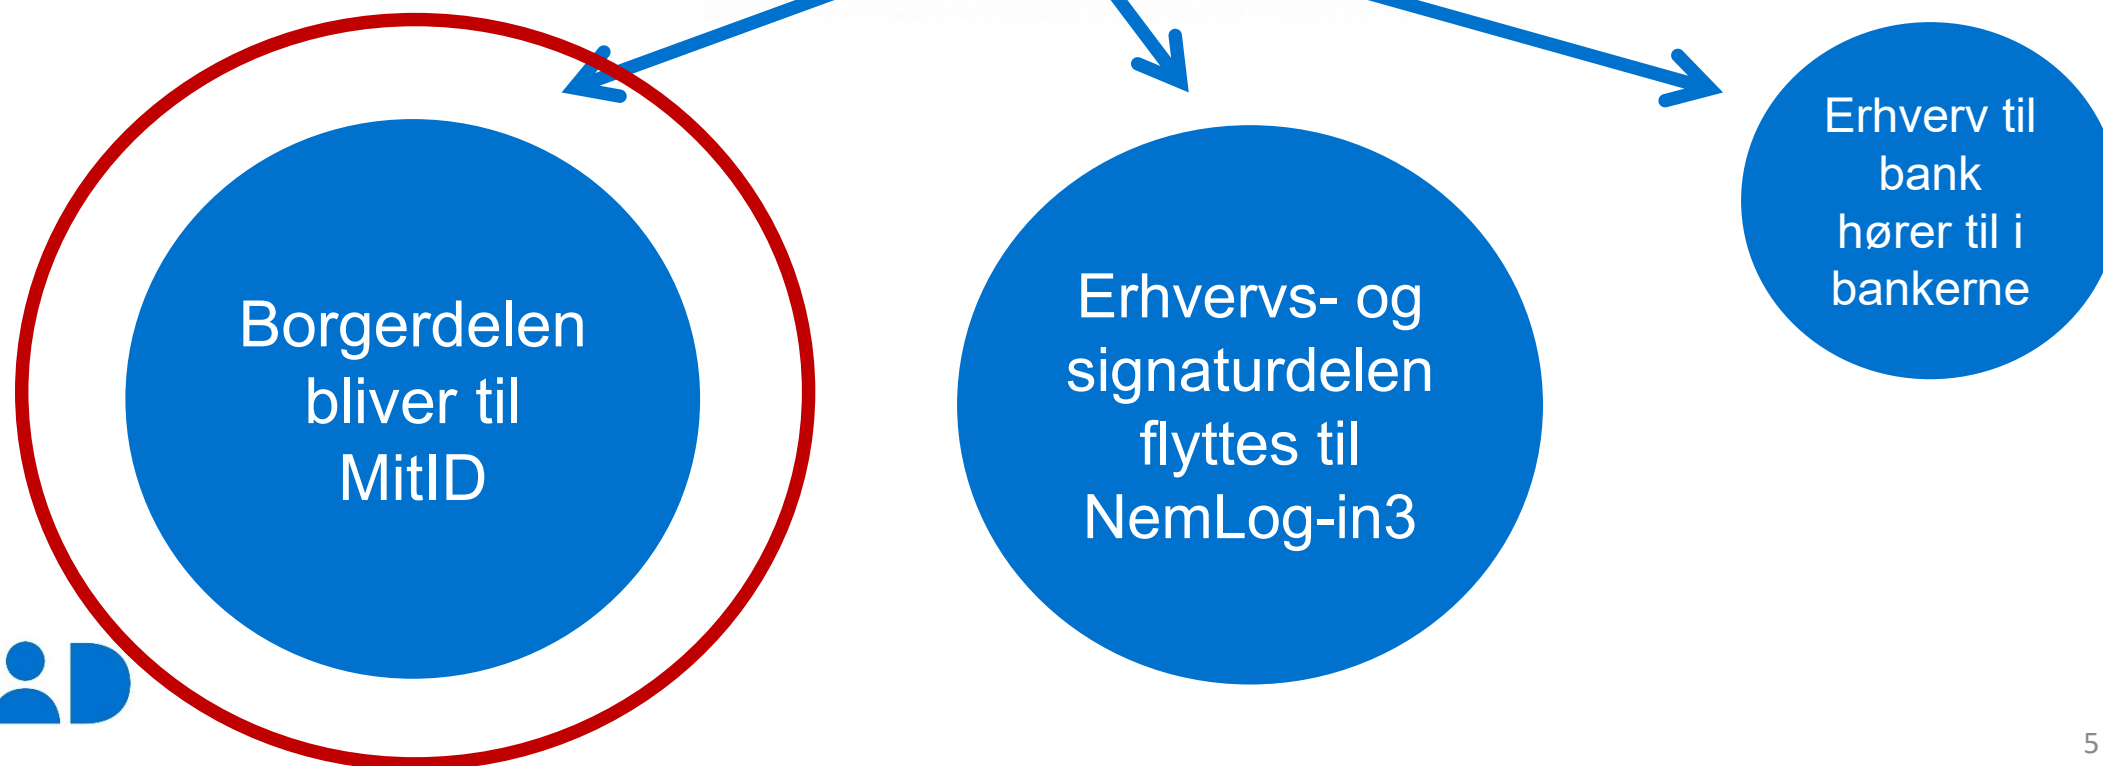 Borgerdelen
bliver til
MitID
Erhvervs- og
signaturdelen
flyttes til
NemLog-in3
Erhverv til
bank
hører til i
bankerne
5